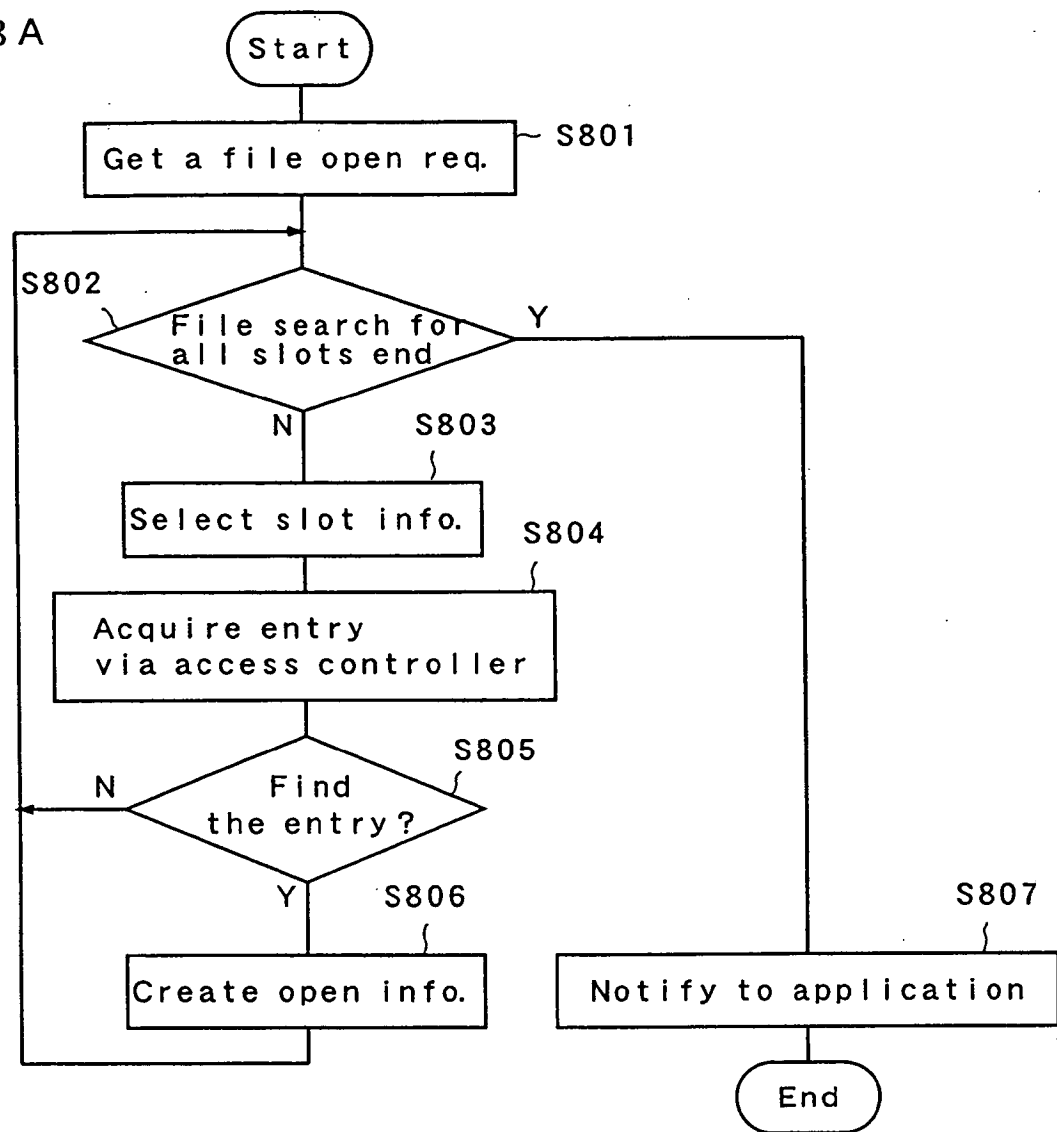 8A
Start
S801
Get a file open req.
S802
File search for
all slots end
Y
N
S803
Select slot info.
S804
Acquire entry
via access controller
S805
N
Find
the entry?
Y
S806
S807
Create open info.
Notify to application
End